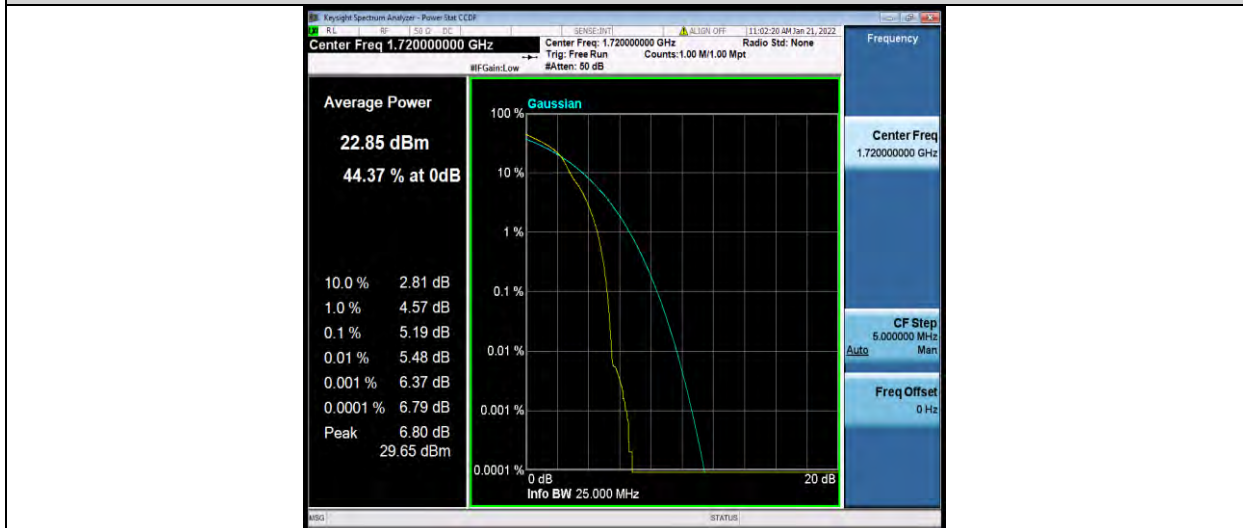 Keysight Spectrum Analyzer - Power Stat CCDF
RL RF 50 Ω DC SENSE:INT ALIGN OFF 11:02:20 AM Jan 21, 2022
Center Freq 1.720000000 GHz
Center Freq: 1.720000000 GHz Radio Std: None
Trig: Free Run Counts:1.00 M/1.00 Mpt
#IFGain:Low #Atten: 50 dB
Frequency
Average Power
22.85 dBm
44.37 % at 0dB
10.0 % 2.81 dB
1.0 % 4.57 dB
0.1 % 5.19 dB
0.01 % 5.48 dB
0.001 % 6.37 dB
0.0001 % 6.79 dB
Peak 6.80 dB
29.65 dBm
Gaussian
100 %
10 %
1 %
0.1 %
0.01 %
0.001 %
0.0001 %
0 dB 20 dB
Info BW 25.000 MHz
Center Freq
1.720000000 GHz
CF Step
5.000000 MHz
Auto Man
Freq Offset
0 Hz
MSG STATUS